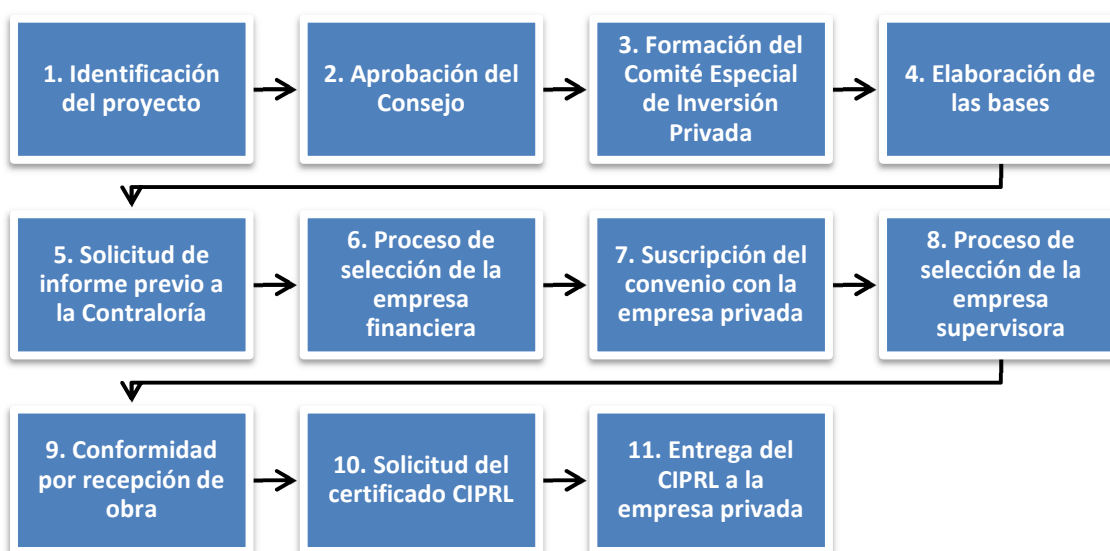 1. Identificación
del proyecto
2. Aprobación del
Consejo
3. Formación del
Comité Especial
de Inversión
Privada
4. Elaboración de
las bases
5. Solicitud de
informe previo a
la Contraloría
6. Proceso de
selección de la
empresa
financiera
7. Suscripción del
convenio con la
empresa privada
8. Proceso de
selección de la
empresa
supervisora
9. Conformidad
por recepción de
obra
10. Solicitud del
certificado CIPRL
11. Entrega del
CIPRL a la
empresa privada